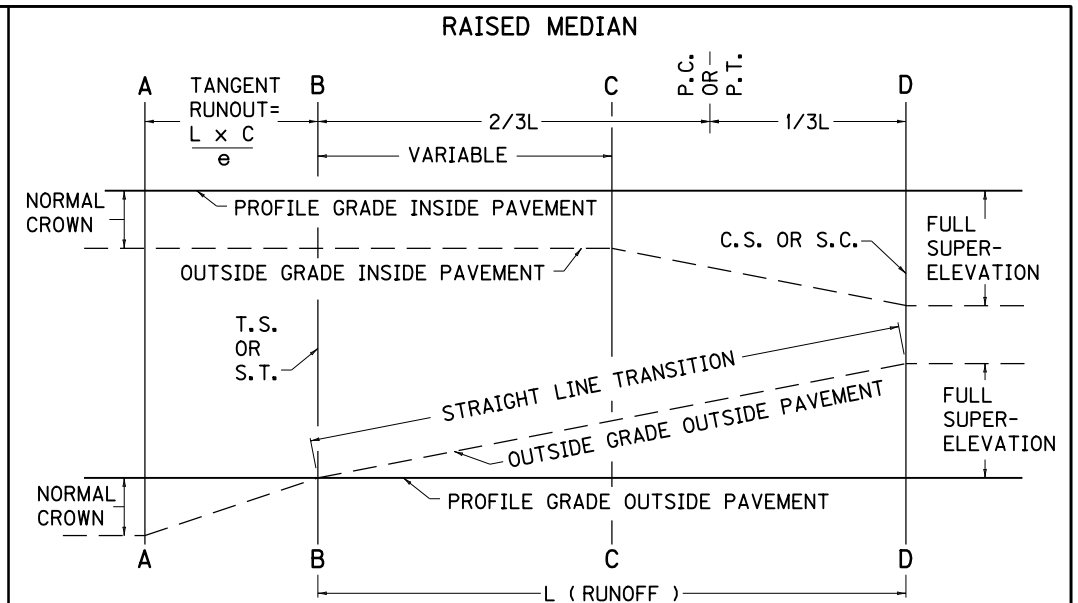 RAISED MEDIAN
A
TANGENT
RUNOUT=
L x C
e
B
C
P.C.
OR
P.T.
D
2/3L
1/3L
VARIABLE
NORMAL
CROWN
PROFILE GRADE INSIDE PAVEMENT
C.S. OR S.C.
FULL
SUPER-
ELEVATION
OUTSIDE GRADE INSIDE PAVEMENT
T.S.
OR
S.T.
STRAIGHT LINE TRANSITION
OUTSIDE GRADE OUTSIDE PAVEMENT
FULL
SUPER-
ELEVATION
NORMAL
CROWN
PROFILE GRADE OUTSIDE PAVEMENT
A
B
C
D
L ( RUNOFF )